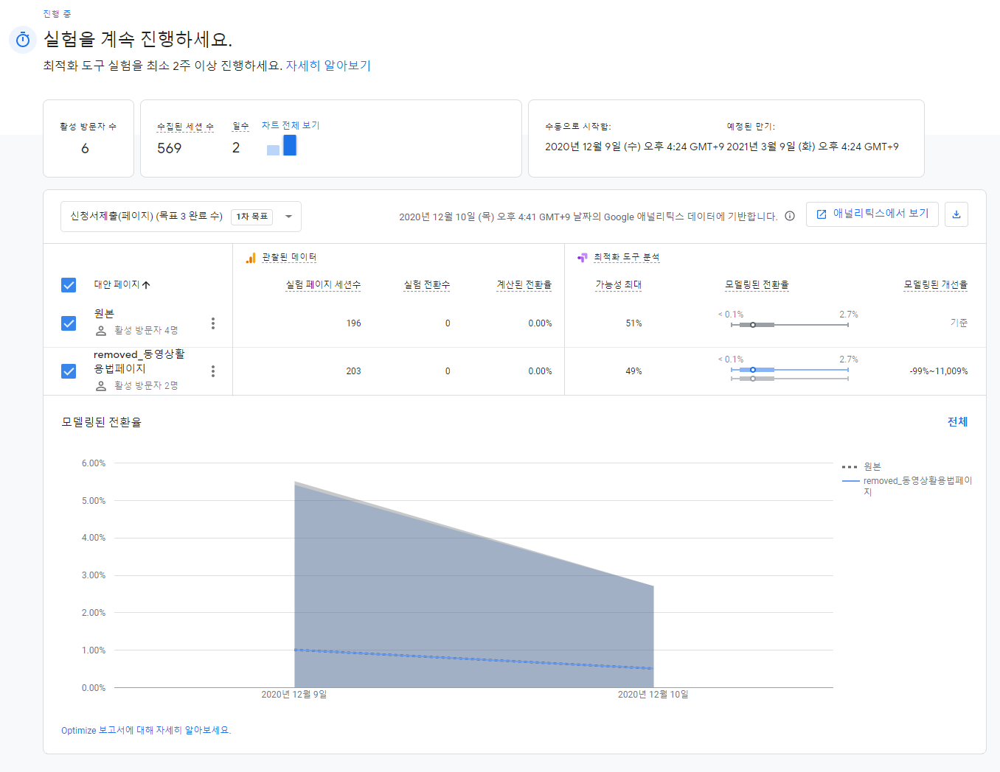 진행 중
실험을 계속 진행하세요.
최적화 도구 실험을 최소 2주 이상 진행하세요. 자세히 알아보기
활성 방문자 수
6
수집된 세션 수 일수 차트 전체 보기
569 2
수동으로 시작함: 예정된 만기:
2020년 12월 9일 (수) 오후 4:24 GMT+9 2021년 3월 9일 (화) 오후 4:24 GMT+9
신청서제출(페이지) (목표 3 완료 수) 1차 목표
2020년 12월 10일 (목) 오후 4:41 GMT+9 날짜의 Google 애널리틱스 데이터에 기반합니다.
애널리틱스에서 보기
관찰된 데이터 최적화 도구 분석
대안 페이지 실험 페이지 세션수 실험 전환수 계산된 전환율 가능성 최대 모델링된 전환율 모델링된 개선율
원본
활성 방문자 4명
196 0 0.00% 51% < 0.1% 2.7% 기준
removed_동영상활
용법페이지
활성 방문자 2명
203 0 0.00% 49% < 0.1% 2.7% -99%~11,009%
모델링된 전환율 전체
6.00%
5.00%
4.00%
3.00%
2.00%
1.00%
0.00%
2020년 12월 9일 2020년 12월 10일
원본
removed_동영상활용법페이
지
Optimize 보고서에 대해 자세히 알아보세요.